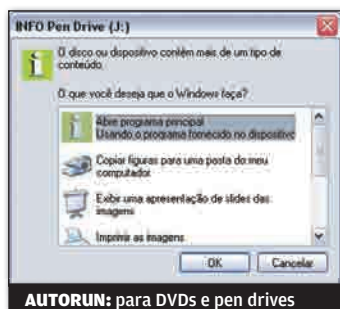 INFO Pen Drive (J:)
O disco ou dispositivo contém mais de um tipo de
conteúdo.
O que você deseja que o Windows faça?
Abre programa principal
Usando o programa fornecido no dispositivo
Copiar figuras para uma pasta do meu
computador
Exibir uma apresentação de slides das
imagens
Imprimir as imagens
OK
Cancelar
AUTORUN: para DVDs e pen drives